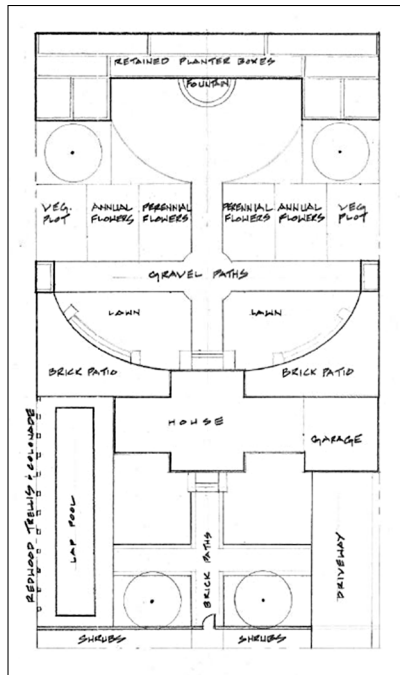 RETAINED PLANTER BOXES
FOUNTAIN
VEG.
PLOT
ANNUAL
FLOWERS
PERENNIAL
FLOWERS
PERENNIAL
FLOWERS
ANNUAL
FLOWERS
VEG
PLOT
GRAVEL PATHS
LAWN
LAWN
BRICK PATIO
BRICK PATIO
HOUSE
GARAGE
REDWOOD TRELLIS & COLONADE
LAP POOL
BRICK PATHS
DRIVEWAY
SHRUBS
SHRUBS